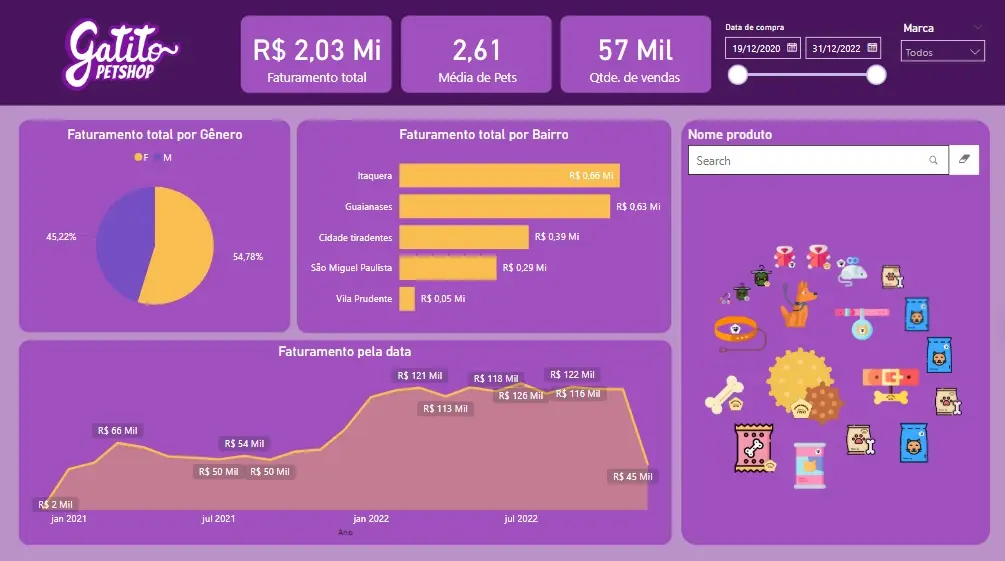 Gatito
PETSHOP
R$ 2,03 Mi
Faturamento total
2,61
Média de Pets
57 Mil
Qtde. de vendas
Data de compra
19/12/2020
31/12/2022
Marca
Todos
Faturamento total por Gênero
F
M
45,22%
54,78%
Faturamento total por Bairro
Itaquera
R$ 0,66 Mi
Guaianases
R$ 0,63 Mi
Cidade tiradentes
R$ 0,39 Mi
São Miguel Paulista
R$ 0,29 Mi
Vila Prudente
R$ 0,05 Mi
Nome produto
Search
Faturamento pela data
R$ 2 Mil
R$ 66 Mil
R$ 50 Mil
R$ 54 Mil
R$ 50 Mil
R$ 121 Mil
R$ 113 Mil
R$ 118 Mil
R$ 126 Mil
R$ 122 Mil
R$ 116 Mil
R$ 45 Mil
jan 2021
jul 2021
jan 2022
jul 2022
Ano